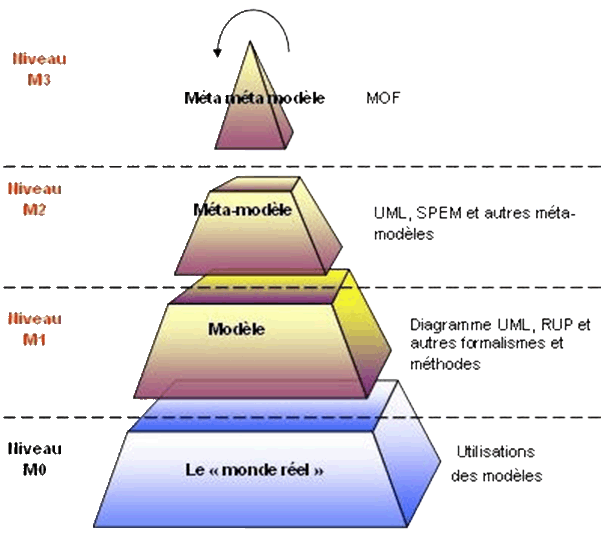 Niveau
M3
Méta méta modèle
MOF
Niveau
M2
Méta-modèle
UML, SPEM et autres méta-
modèles
Niveau
M1
Modèle
Diagramme UML, RUP et
autres formalismes et
méthodes
Niveau
M0
Le « monde réel »
Utilisations
des modèles